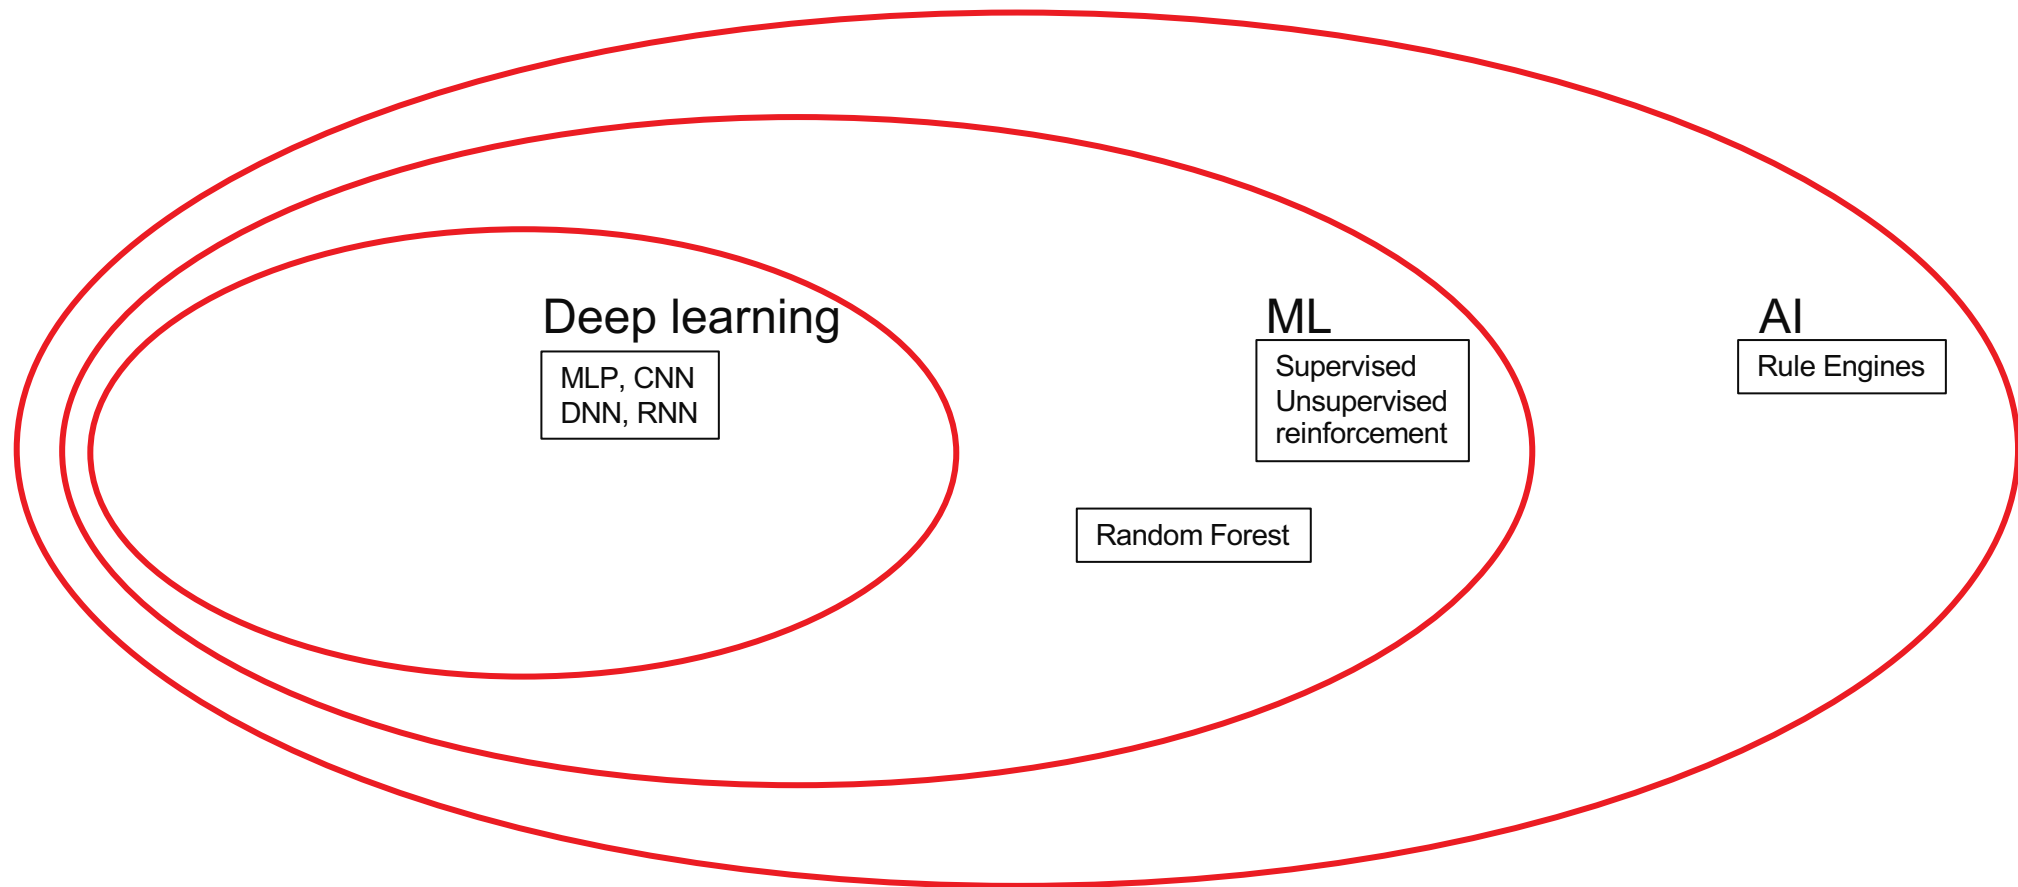 Deep learning
MLP, CNN
DNN, RNN
ML
Supervised
Unsupervised
reinforcement
Random Forest
AI
Rule Engines